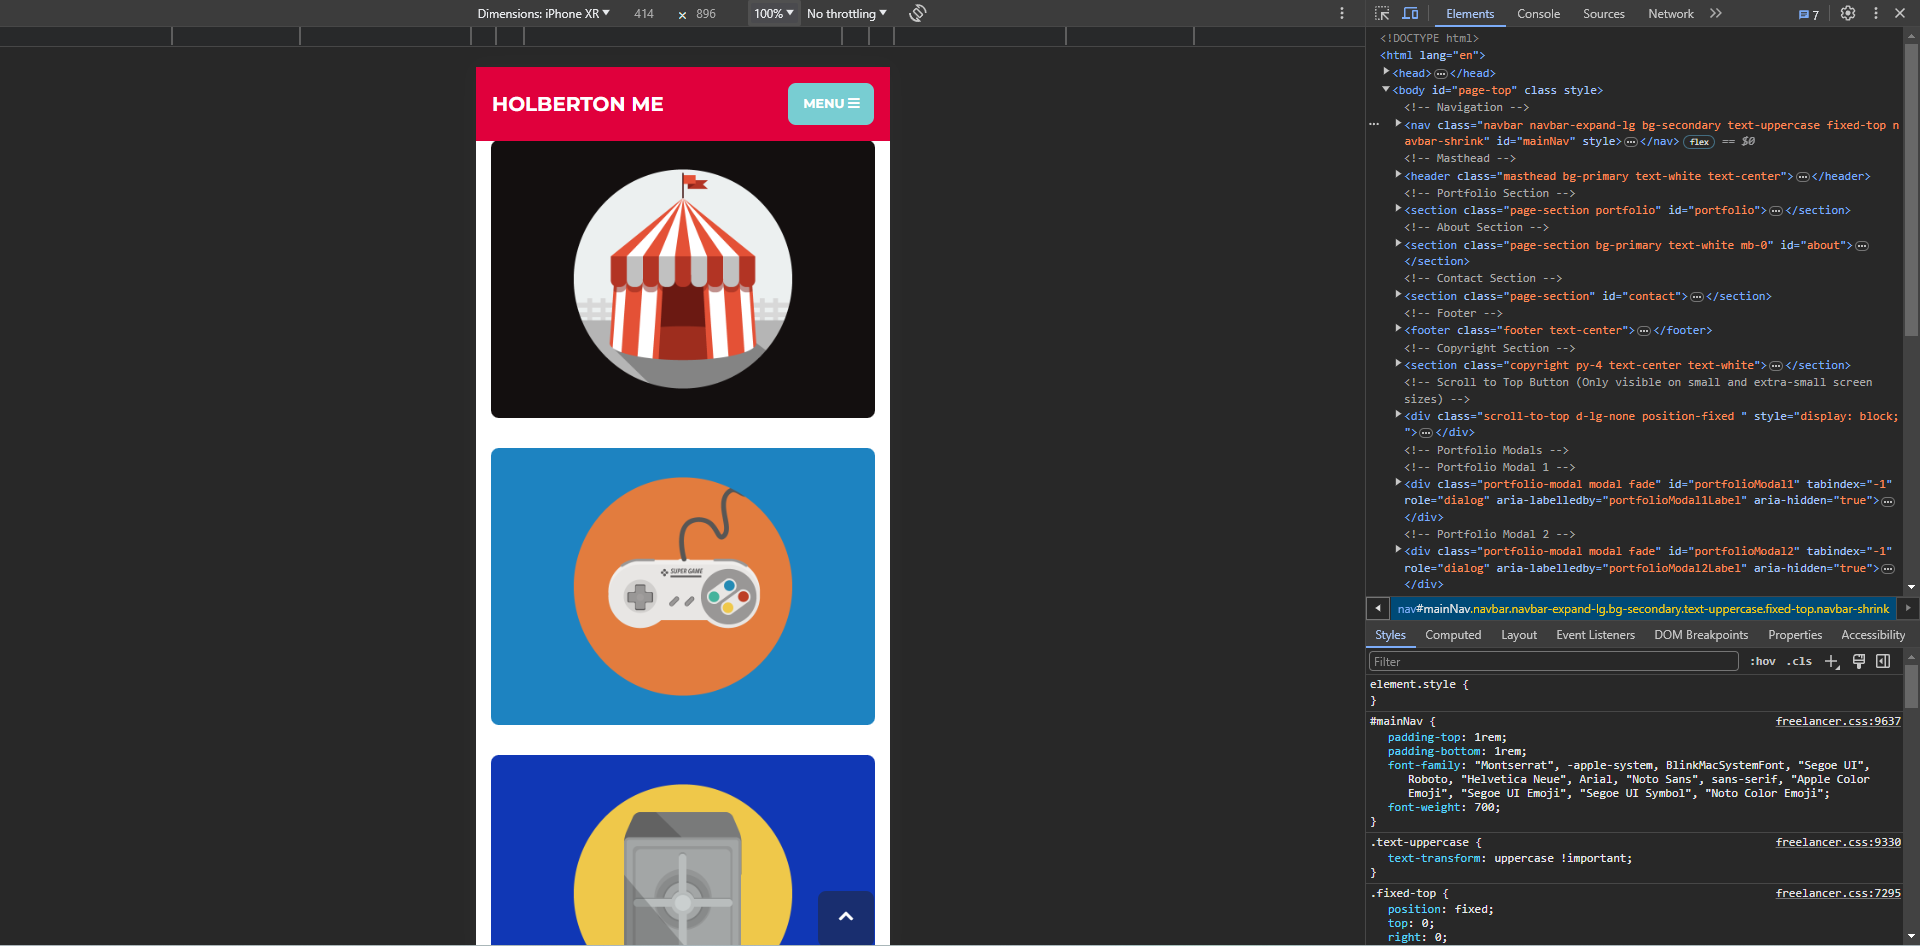 Dimensions: iPhone XR ▾ 414 × 896 100% ▾ No throttling ▾
Elements Console Sources Network » 7
HOLBERTON ME
MENU
SUPER GAME
<!DOCTYPE html>
<html lang="en">
<head>…</head>
<body id="page-top" class style>
<!-- Navigation -->
<nav class="navbar navbar-expand-lg bg-secondary text-uppercase fixed-top n
avbar-shrink" id="mainNav" style>…</nav> flex == $0
<!-- Masthead -->
<header class="masthead bg-primary text-white text-center">…</header>
<!-- Portfolio Section -->
<section class="page-section portfolio" id="portfolio">…</section>
<!-- About Section -->
<section class="page-section bg-primary text-white mb-0" id="about">…
</section>
<!-- Contact Section -->
<section class="page-section" id="contact">…</section>
<!-- Footer -->
<footer class="footer text-center">…</footer>
<!-- Copyright Section -->
<section class="copyright py-4 text-center text-white">…</section>
<!-- Scroll to Top Button (Only visible on small and extra-small screen
sizes) -->
<div class="scroll-to-top d-lg-none position-fixed " style="display: block;
">…</div>
<!-- Portfolio Modals -->
<!-- Portfolio Modal 1 -->
<div class="portfolio-modal modal fade" id="portfolioModal1" tabindex="-1"
role="dialog" aria-labelledby="portfolioModal1Label" aria-hidden="true">…
</div>
<!-- Portfolio Modal 2 -->
<div class="portfolio-modal modal fade" id="portfolioModal2" tabindex="-1"
role="dialog" aria-labelledby="portfolioModal2Label" aria-hidden="true">…
</div>
nav#mainNav.navbar.navbar-expand-lg.bg-secondary.text-uppercase.fixed-top.navbar-shrink
Styles Computed Layout Event Listeners DOM Breakpoints Properties Accessibility
Filter :hov .cls +
element.style {
}
#mainNav { freelancer.css:9637
padding-top: 1rem;
padding-bottom: 1rem;
font-family: "Montserrat", -apple-system, BlinkMacSystemFont, "Segoe UI",
Roboto, "Helvetica Neue", Arial, "Noto Sans", sans-serif, "Apple Color
Emoji", "Segoe UI Emoji", "Segoe UI Symbol", "Noto Color Emoji";
font-weight: 700;
}
.text-uppercase { freelancer.css:9330
text-transform: uppercase !important;
}
.fixed-top { freelancer.css:7295
position: fixed;
top: 0;
right: 0;